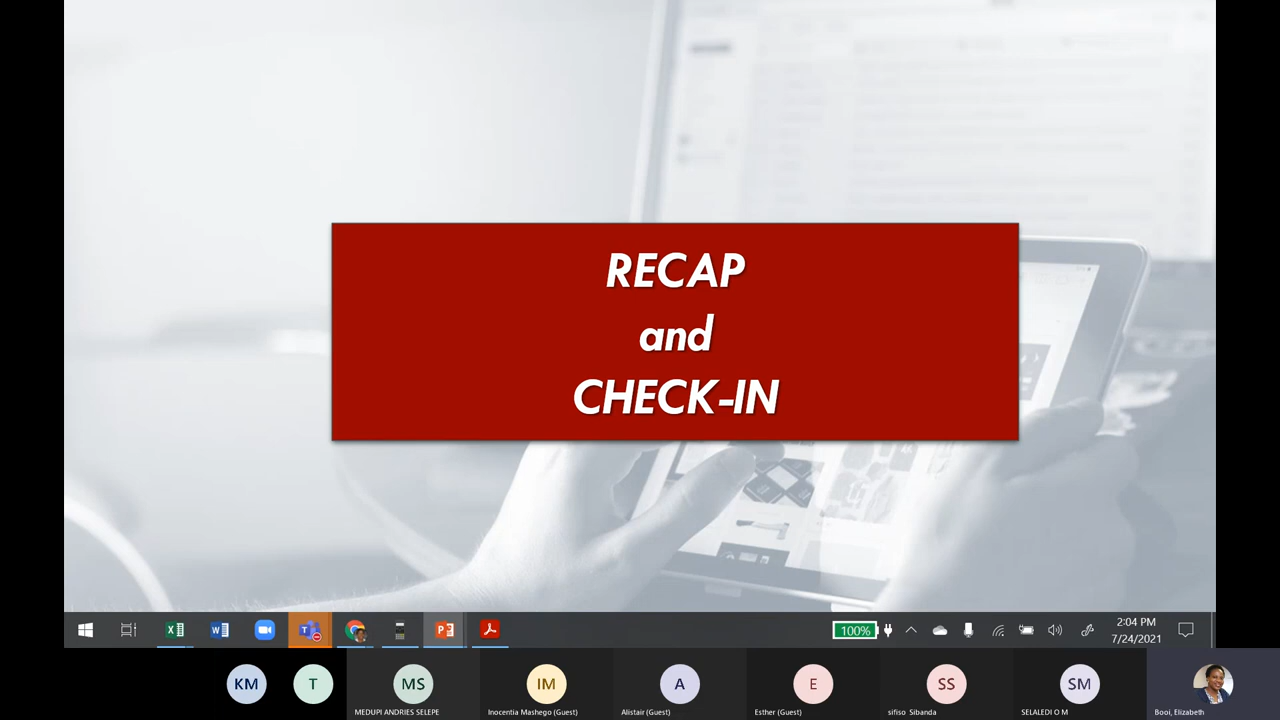 RECAP
and
CHECK-IN
100%
2:04 PM
7/24/2021
KM
T
MS
IM
A
E
SS
SM
MEDUPI ANDRIES SELEPE
Inocentia Mashego (Guest)
Alistair (Guest)
Esther (Guest)
sifiso Sibanda
SELALEDI O M
Booi, Elizabeth